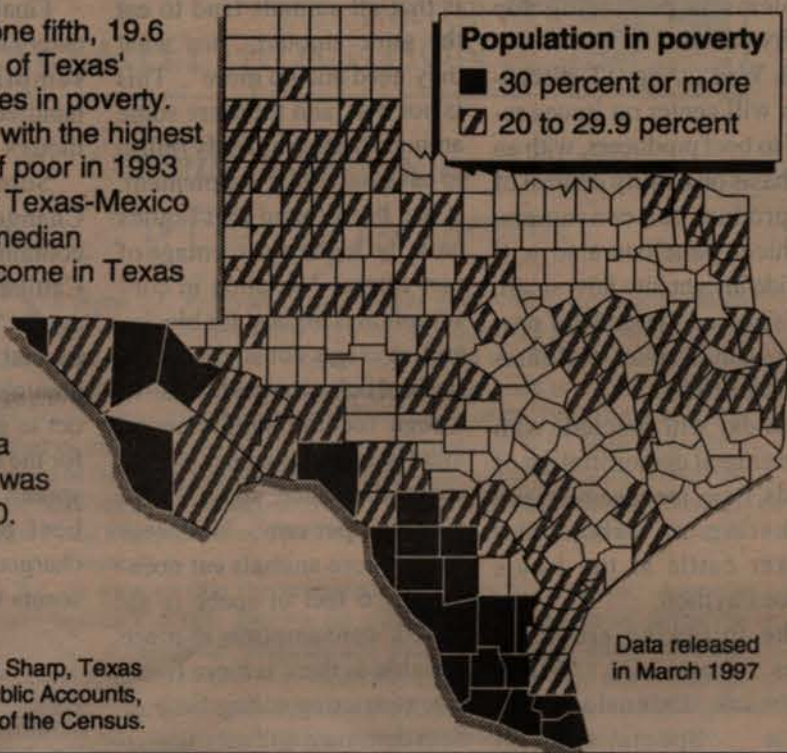 one fifth, 19.6
of Texas'
es in poverty.
with the highest
f poor in 1993
Texas-Mexico
median
come in Texas
a
was
0.
Population in poverty
30 percent or more
20 to 29.9 percent
Sharp, Texas
blic Accounts,
of the Census.
Data released
in March 1997